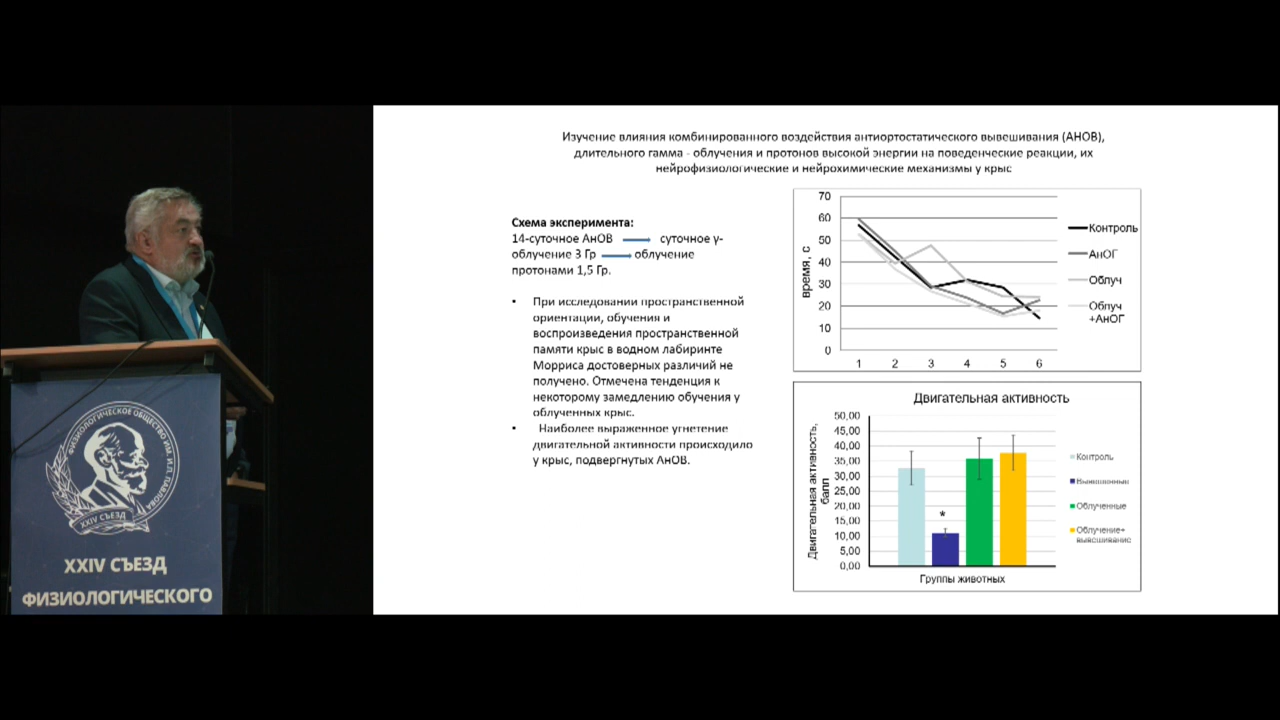 Изучение влияния комбинированного воздействия антиортостатического вывешивания (АНОВ),
длительного гамма - облучения и протонов высокой энергии на поведенческие реакции, их
нейрофизиологические и нейрохимические механизмы у крыс
Схема эксперимента:
14-суточное АнОВ суточное γ-
облучение 3 Гр облучение
протонами 1,5 Гр.
• При исследовании пространственной
ориентации, обучения и
воспроизведения пространственной
памяти крыс в водном лабиринте
Морриса достоверных различий не
получено. Отмечена тенденция к
некоторому замедлению обучения у
облученных крыс.
• Наиболее выраженное угнетение
двигательной активности происходило
у крыс, подвергнутых АнОВ.
время, с
70
60
50
40
30
20
10
0
1 2 3 4 5 6
Контроль
АнОГ
Облуч
Облуч
+АнОГ
Двигательная активность
Двигательная активность,
балл
50,00
45,00
40,00
35,00
30,00
25,00
20,00
15,00
10,00
5,00
0,00
*
Группы животных
Контроль
Вывешенные
Облученные
Облучение+
вывешивание
ФИЗИОЛОГИЧЕСКОЕ ОБЩЕСТВО ИМ. И.П. ПАВЛОВА
XXIV СЪЕЗД
XXIV СЪЕЗД
ФИЗИОЛОГИЧЕСКОГО